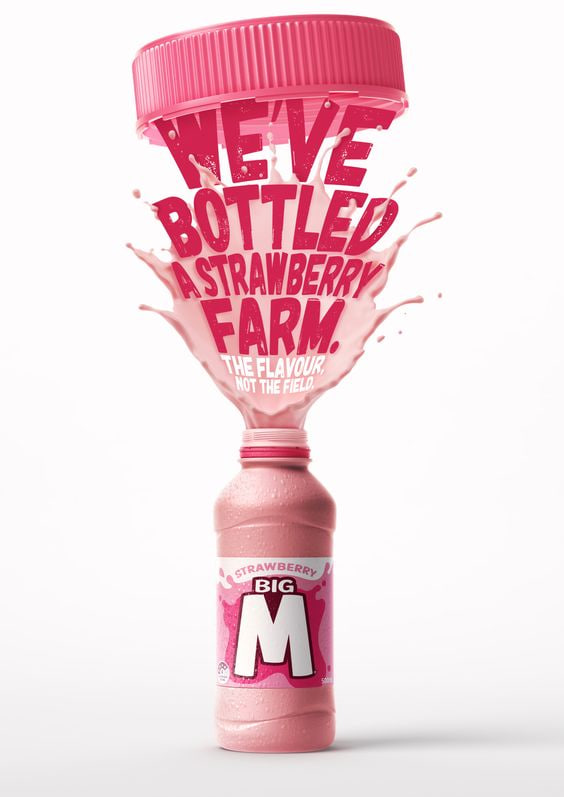 WE'VE
BOTTLED
A STRAWBERRY
FARM.
THE FLAVOUR,
NOT THE FIELD.
STRAWBERRY
BIG
M